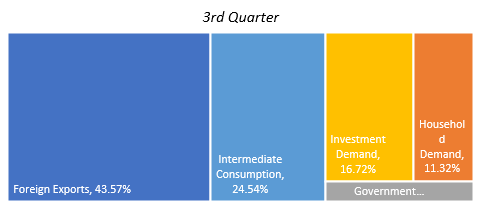 3rd Quarter
Foreign Exports, 43.57%
Intermediate
Consumption,
24.54%
Investment
Demand,
16.72%
Househol
d
Demand,
11.32%
Government...